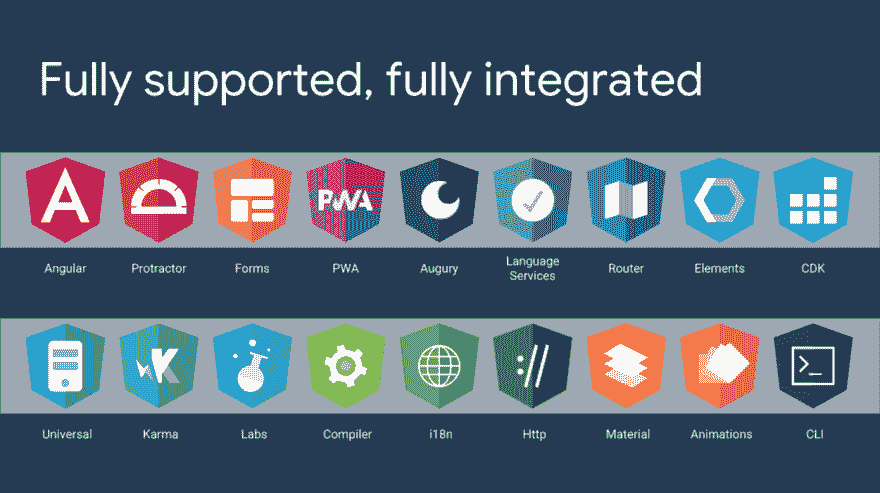 Fully supported, fully integrated
A
PWA
K
://
>_
Angular Protractor Forms PWA Augury Language Services Router Elements CDK
Universal Karma Labs Compiler i18n Http Material Animations CLI